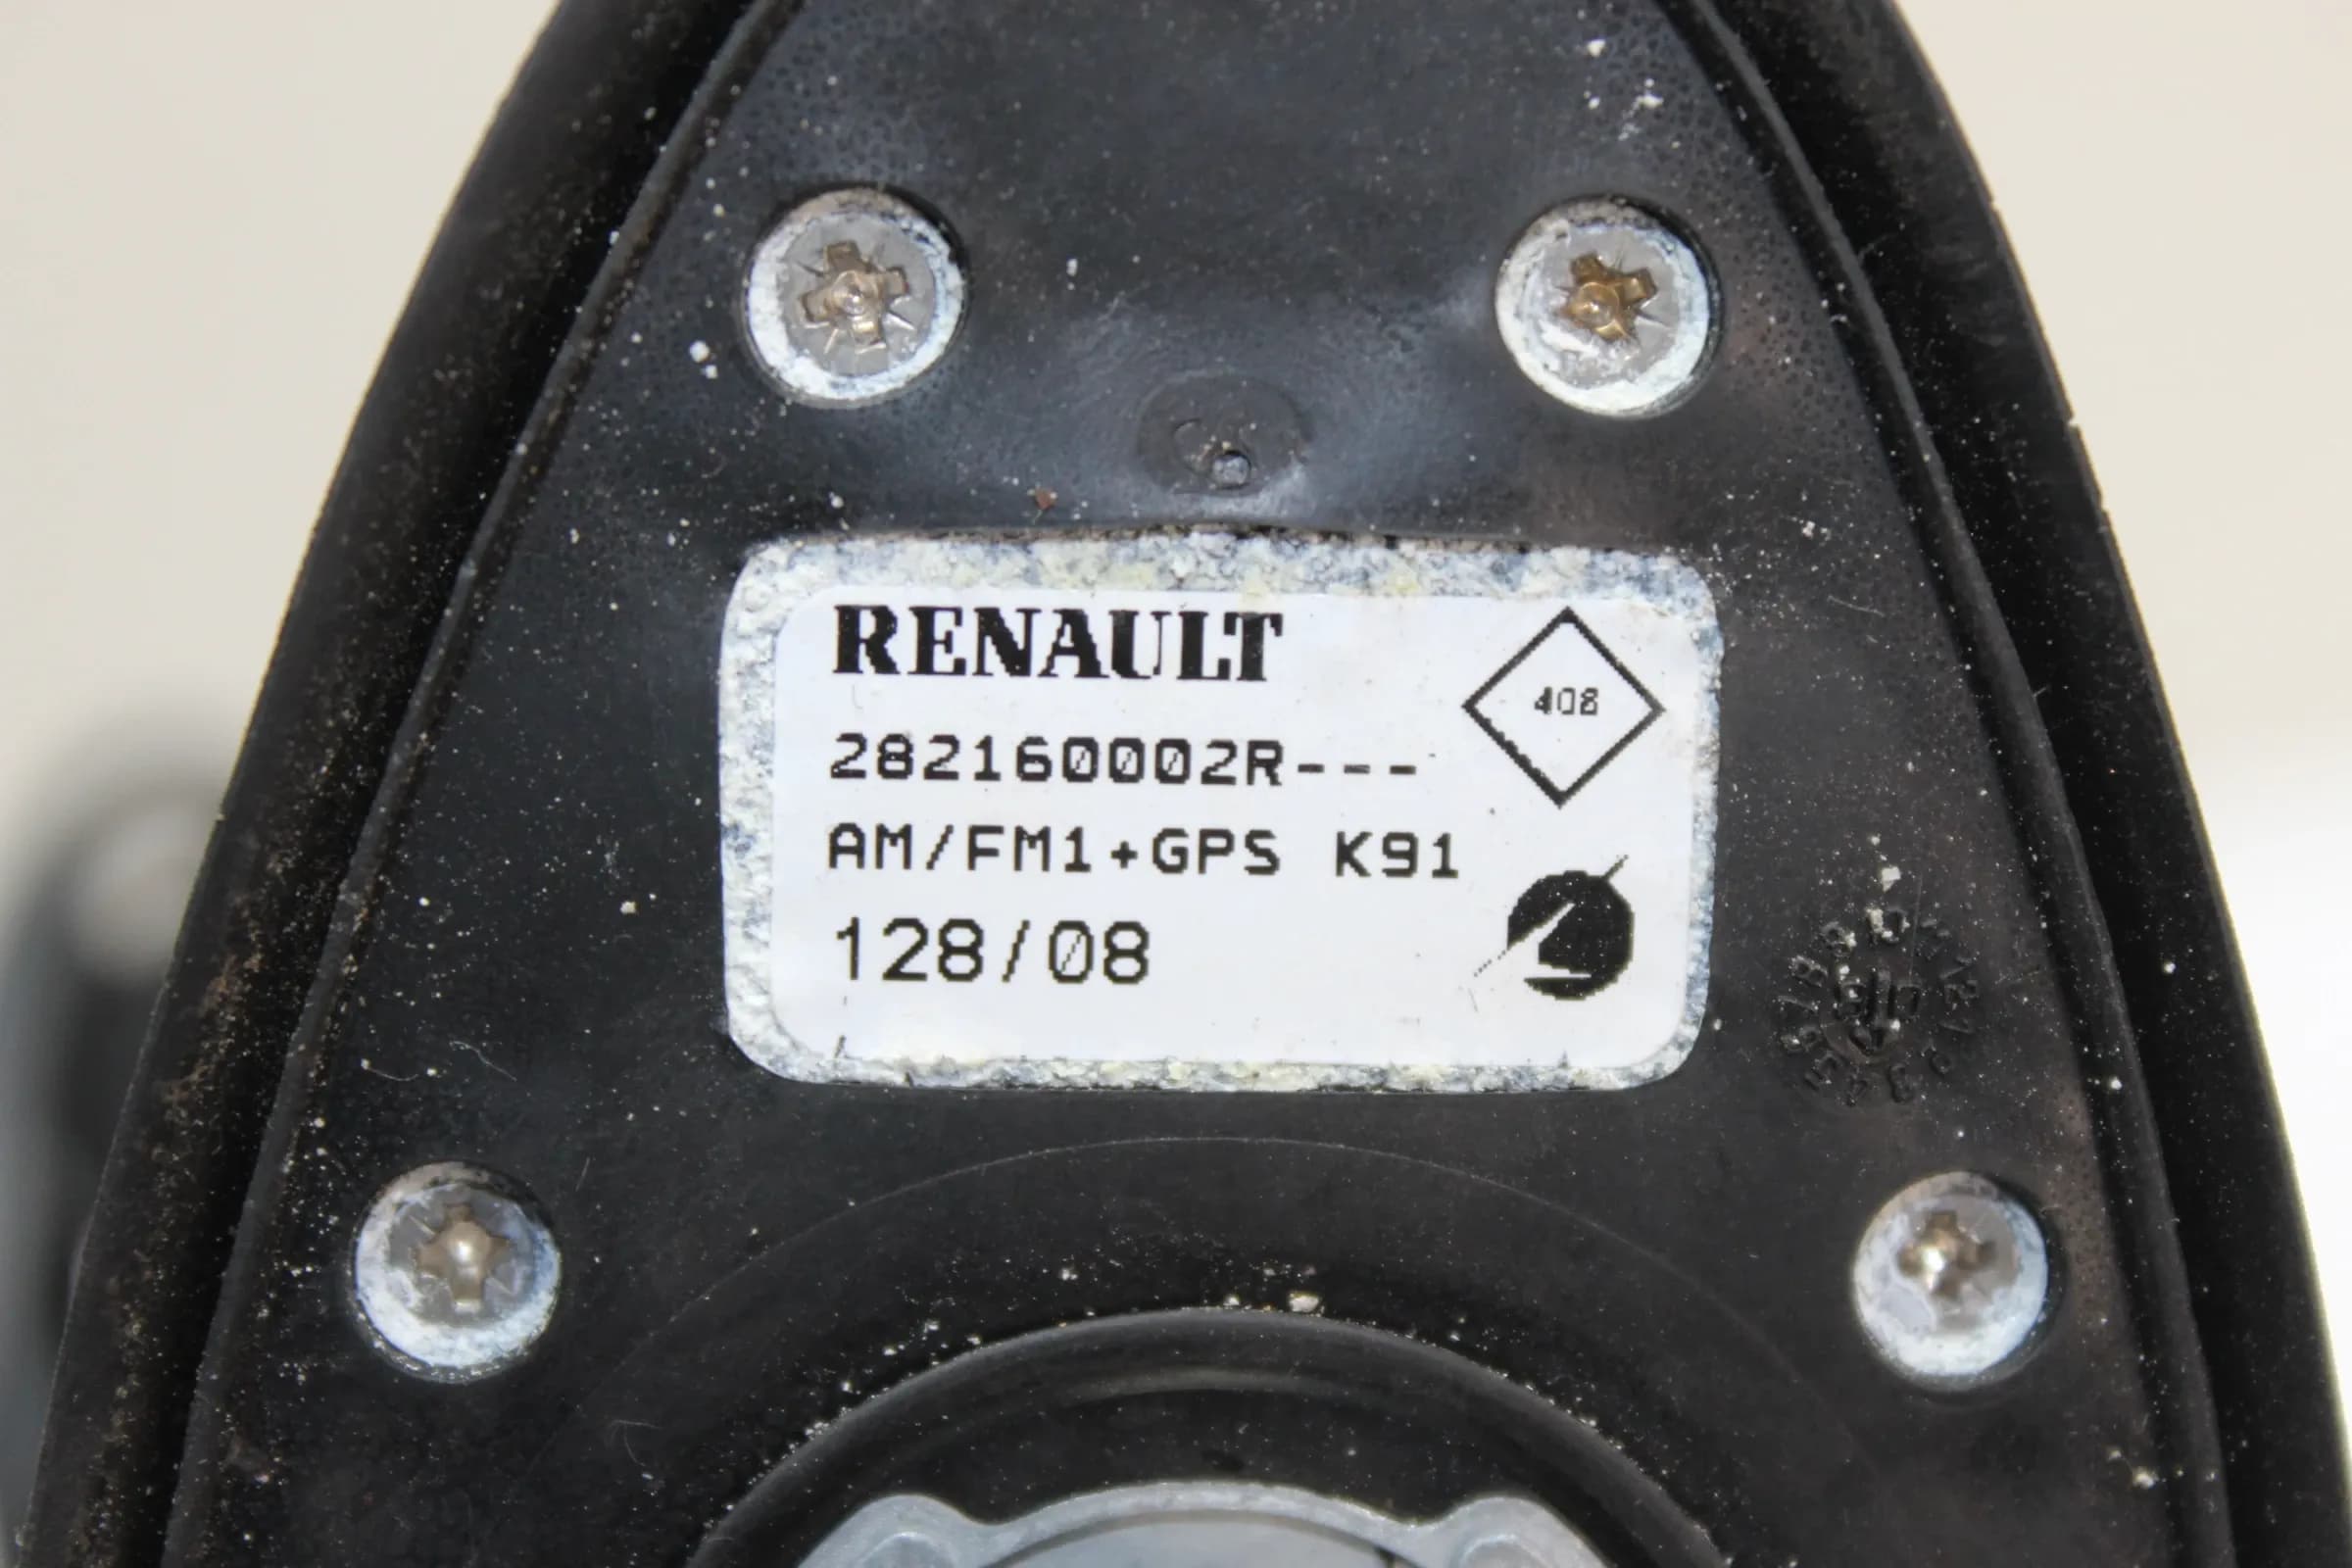 RENAULT
408
282160002R---
AM/FM1+GPS K91
128/08